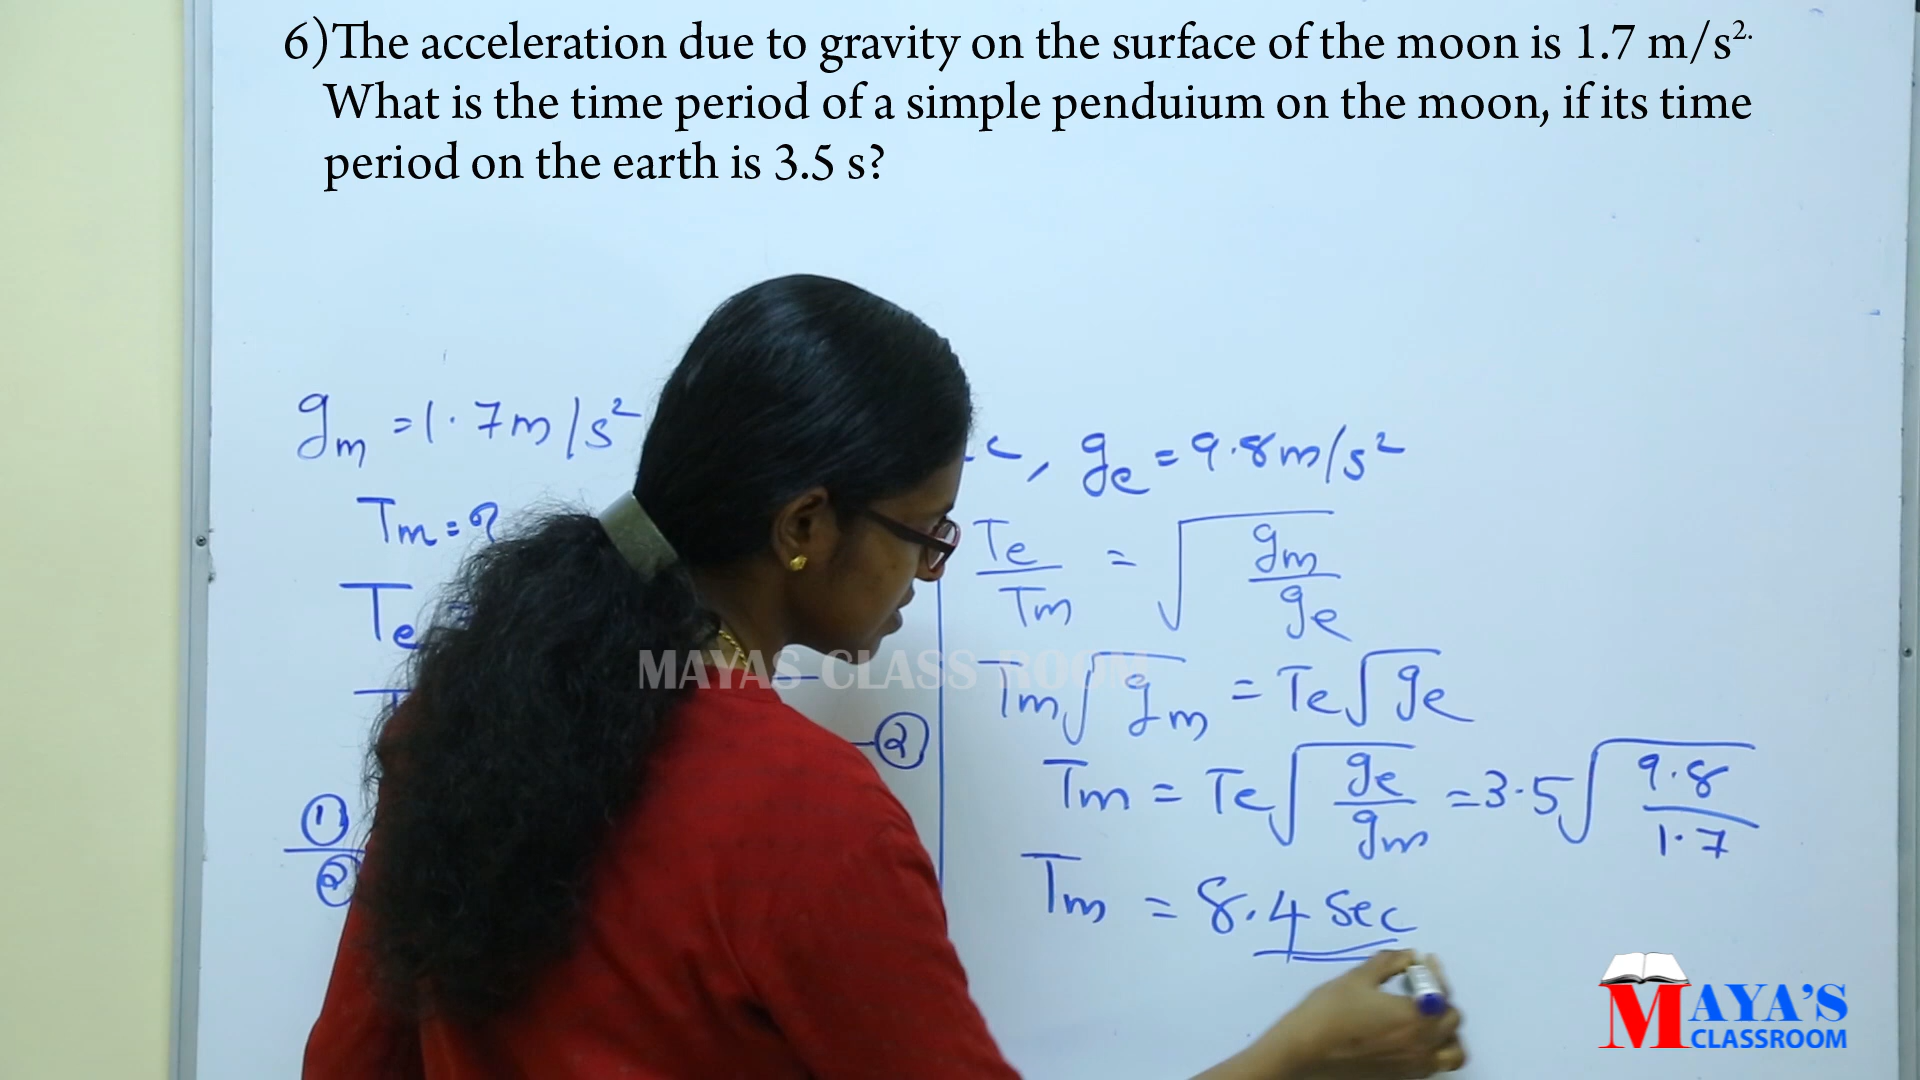 6)The acceleration due to gravity on the surface of the moon is 1.7 m/s².
What is the time period of a simple penduium on the moon, if its time
period on the earth is 3.5 s?
gm = 1.7m/s²
, ge = 9.8m/s²
Tm = ?
Te/Tm = √(gm/ge)
Te =
Tm√gm = Te√ge
MAYAS CLASS ROOM
②
Tm = Te√(ge/gm) = 3.5√(9.8/1.7)
①/②
Tm = 8.4 sec
MAYA'S
CLASSROOM